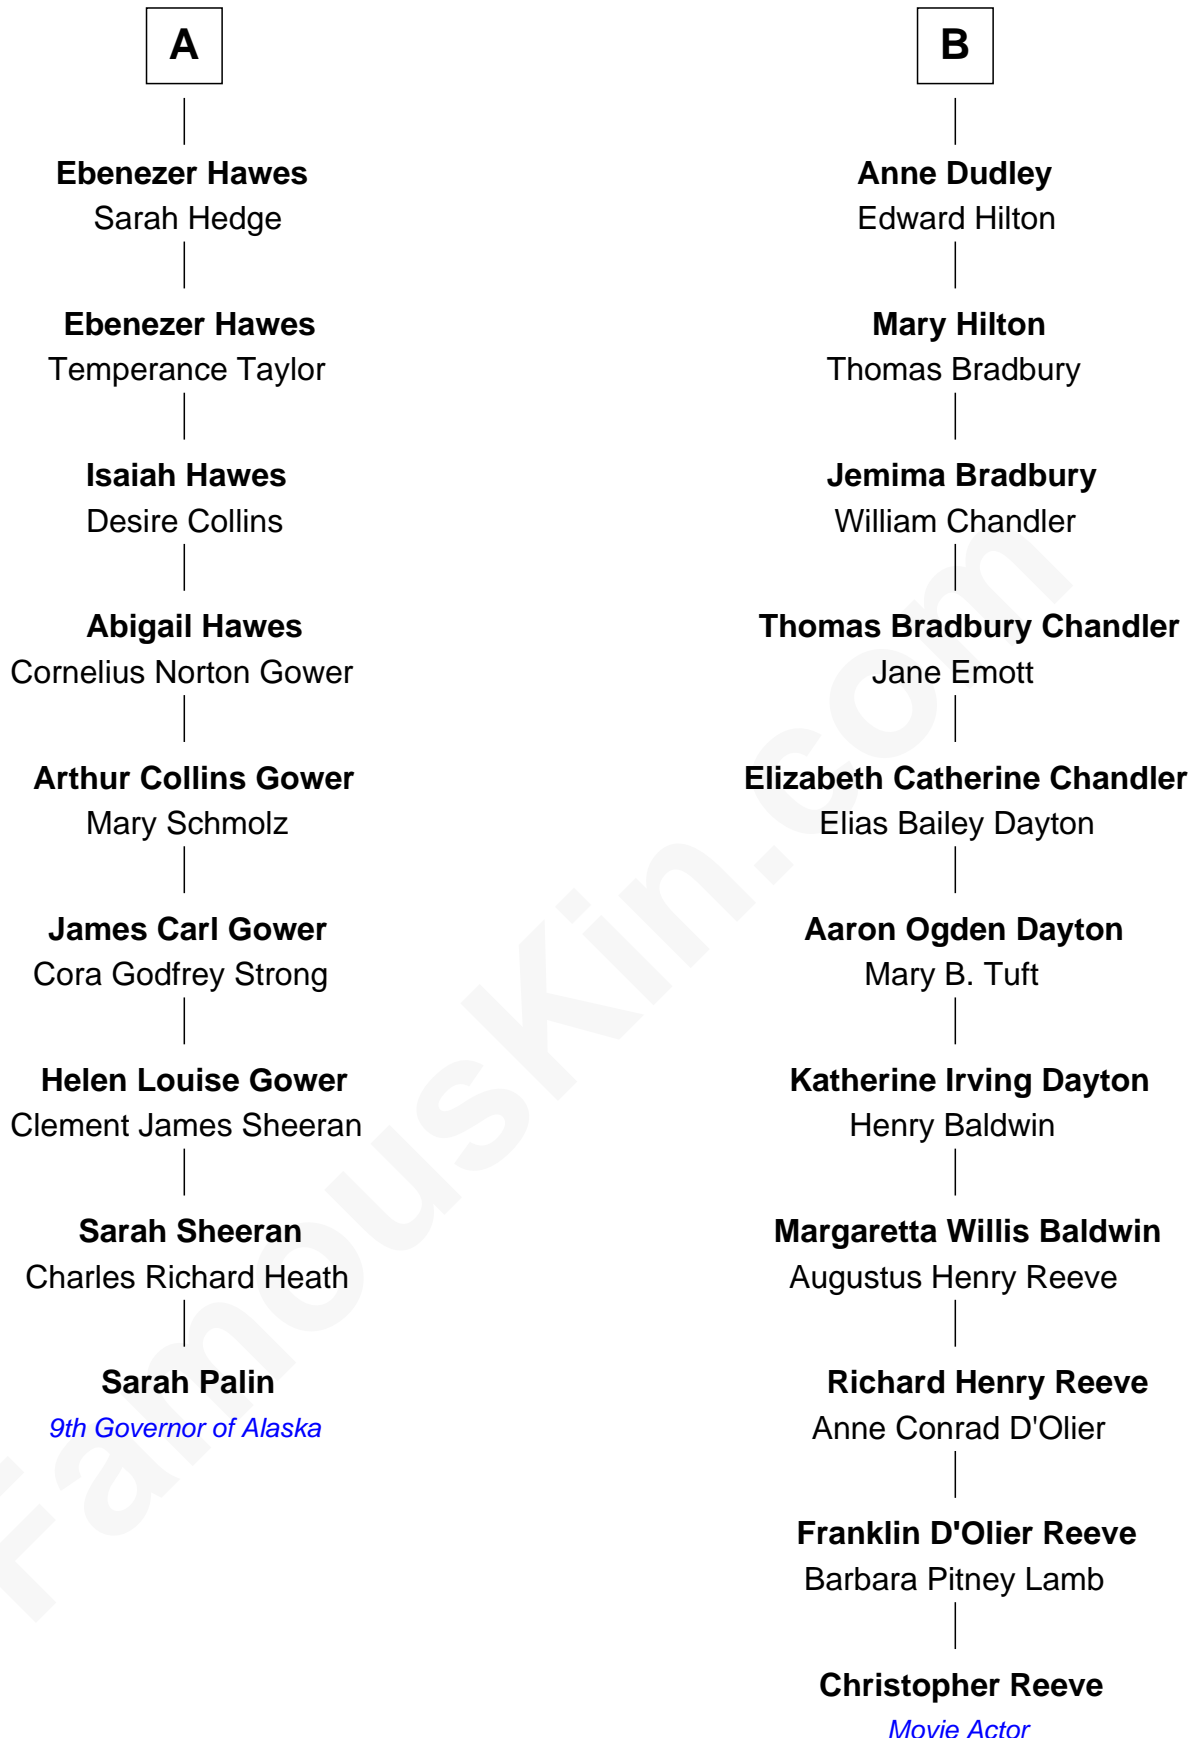 A
Ebenezer Hawes
Sarah Hedge
Ebenezer Hawes
Temperance Taylor
Isaiah Hawes
Desire Collins
Abigail Hawes
Cornelius Norton Gower
Arthur Collins Gower
Mary Schmolz
James Carl Gower
Cora Godfrey Strong
Helen Louise Gower
Clement James Sheeran
Sarah Sheeran
Charles Richard Heath
Sarah Palin
9th Governor of Alaska
B
Anne Dudley
Edward Hilton
Mary Hilton
Thomas Bradbury
Jemima Bradbury
William Chandler
Thomas Bradbury Chandler
Jane Emott
Elizabeth Catherine Chandler
Elias Bailey Dayton
Aaron Ogden Dayton
Mary B. Tuft
Katherine Irving Dayton
Henry Baldwin
Margaretta Willis Baldwin
Augustus Henry Reeve
Richard Henry Reeve
Anne Conrad D'Olier
Franklin D'Olier Reeve
Barbara Pitney Lamb
Christopher Reeve
Movie Actor
FamousKin.com